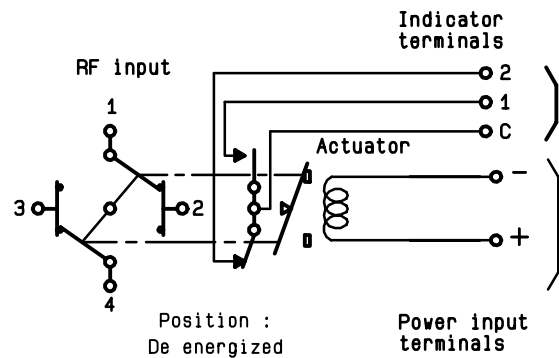 Indicator
terminals
RF input
2
1
1
C
Actuator
-
3
2
+
4
Position :
De energized
Power input
terminals